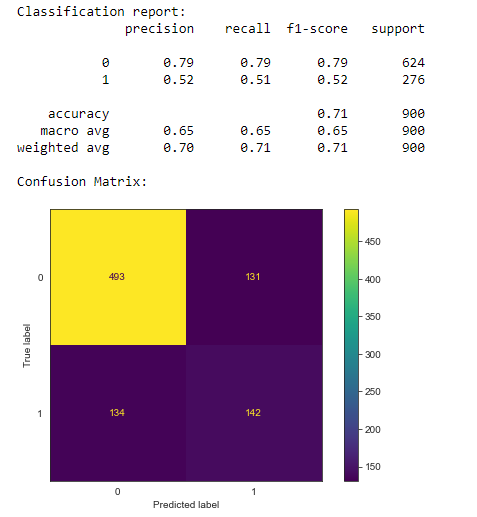 Classification report:
precision recall f1-score support
0 0.79 0.79 0.79 624
1 0.52 0.51 0.52 276
accuracy 0.71 900
macro avg 0.65 0.65 0.65 900
weighted avg 0.70 0.71 0.71 900
Confusion Matrix:
450
400
350
300
250
200
150
True label
0
1
493 131
134 142
0 1
Predicted label